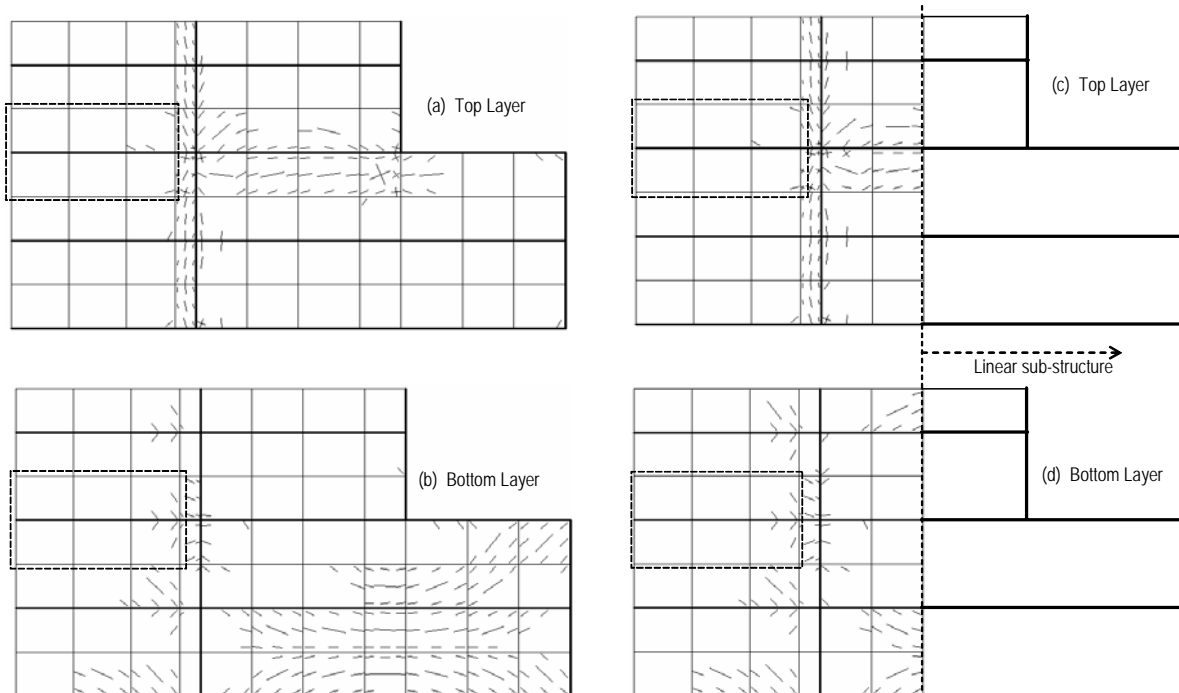 (a) Top Layer
(c) Top Layer
Linear sub-structure
(b) Bottom Layer
(d) Bottom Layer